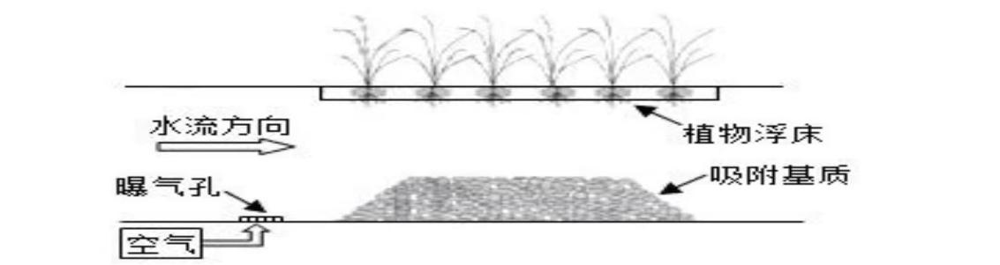 水流方向
植物浮床
吸附基质
曝气孔
空气